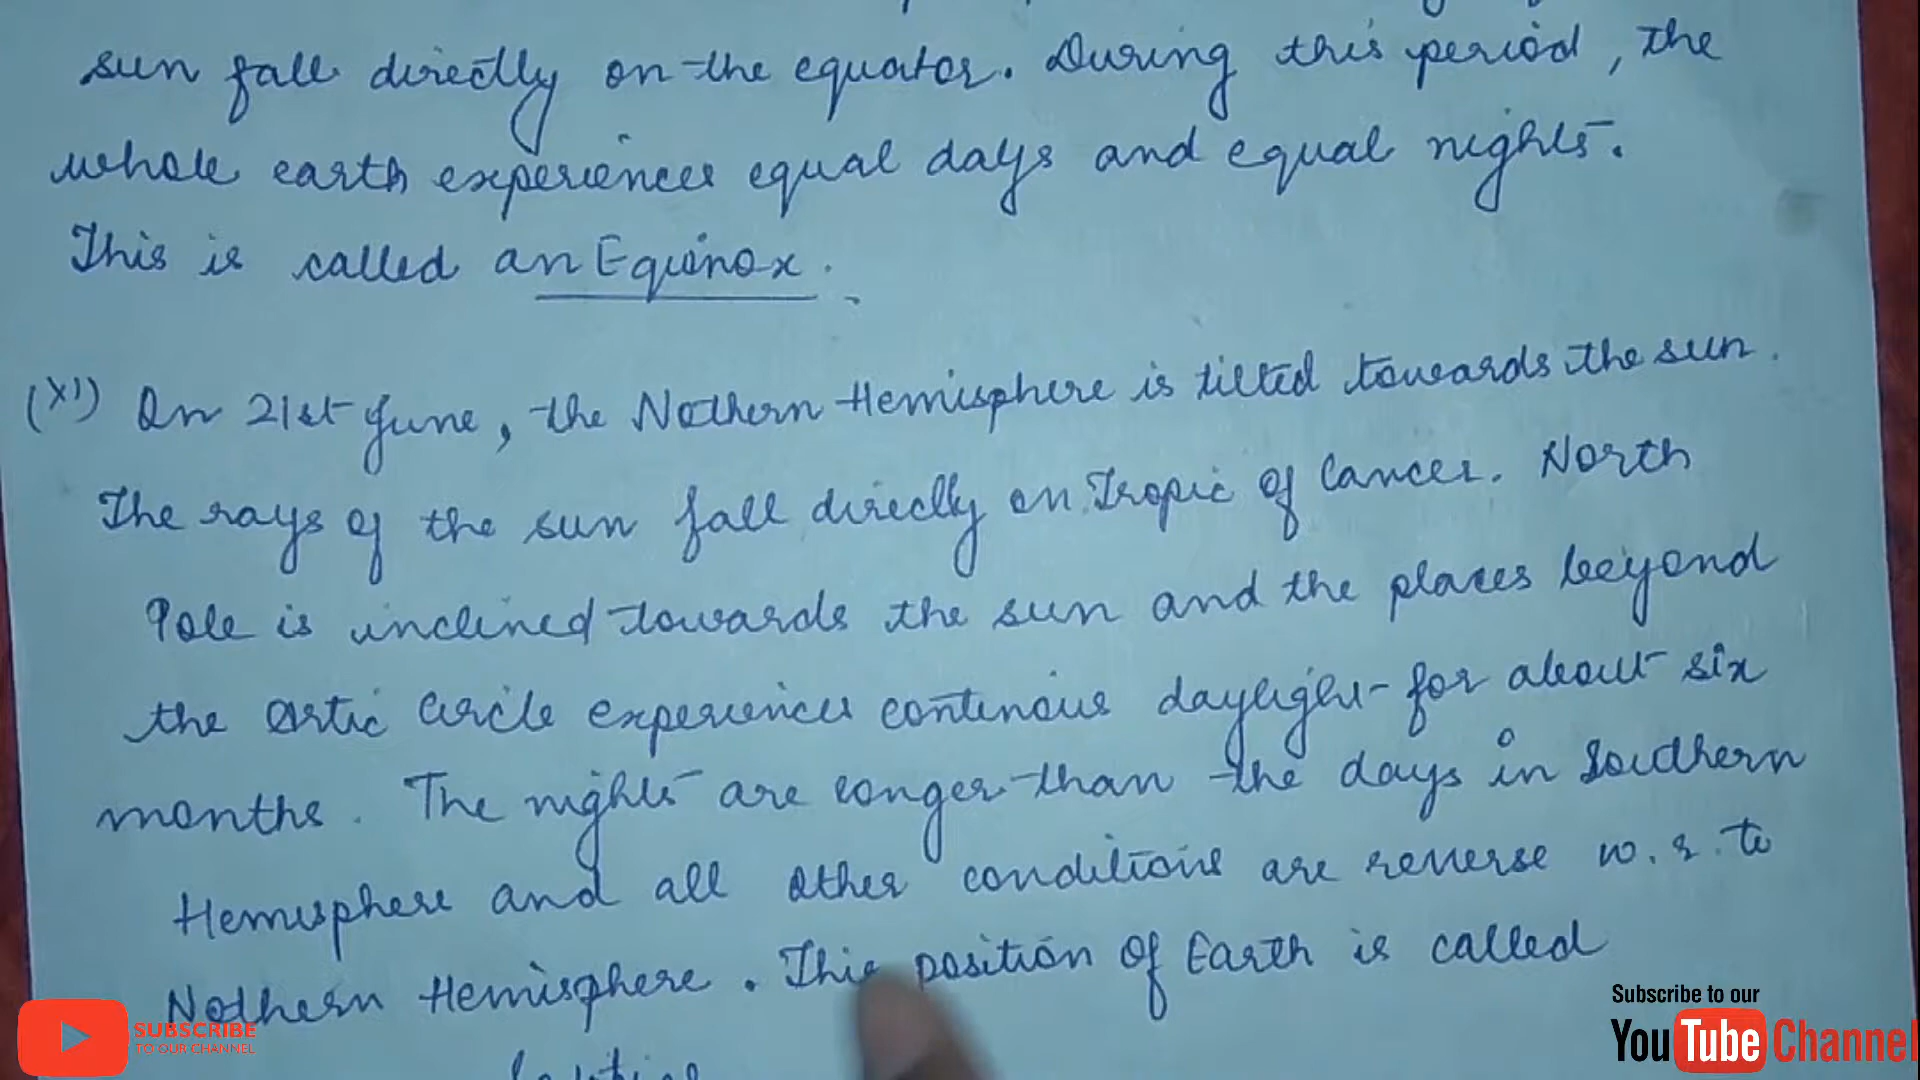 sun fall directly on the equator. During this period, the
whole earth experiences equal days and equal nights.
This is called an Equinox.
(XI) On 21st June, the Nothern Hemisphere is tilted towards the sun.
The rays of the sun fall directly on Tropic of Cancer. North
Pole is inclined towards the sun and the places beyond
the Artic Circle experiences continous daylight for about six
months. The nights are longer than the days in Southern
Hemisphere and all other conditions are reverse w.r.to
Nothern Hemisphere. This position of Earth is called
SUBSCRIBE
TO OUR CHANNEL
Subscribe to our
YouTube Channel